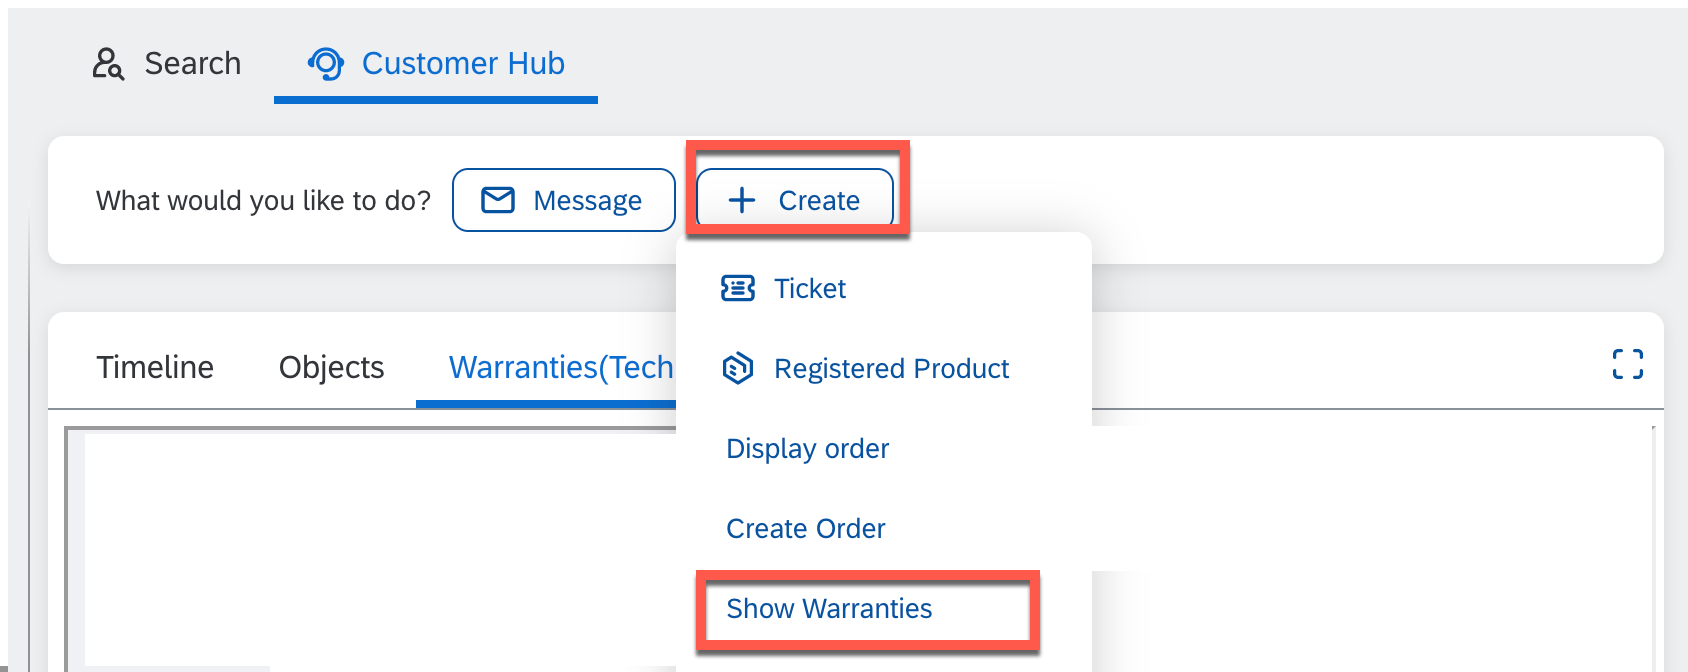 Search Customer Hub
What would you like to do? Message Create
Ticket
Timeline Objects Warranties(Tech
Registered Product
Display order
Create Order
Show Warranties